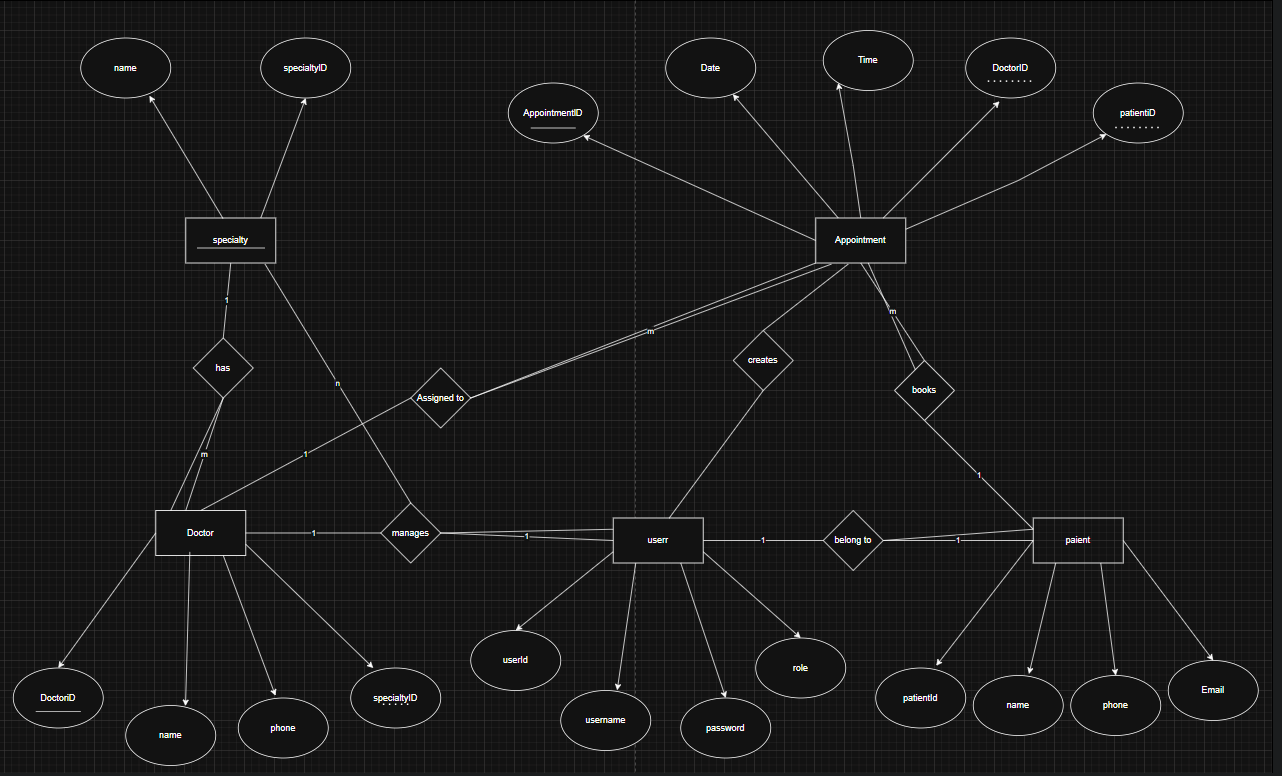 name
specialtyID
Date
Time
DoctorID
AppointmentID
patientiD
specialty
Appointment
1
m
m
creates
has
n
Assigned to
books
m
1
1
Doctor
1
manages
1
userr
1
belong to
1
paient
DoctoriD
name
phone
specialtyID
userId
username
password
role
patientId
name
phone
Email